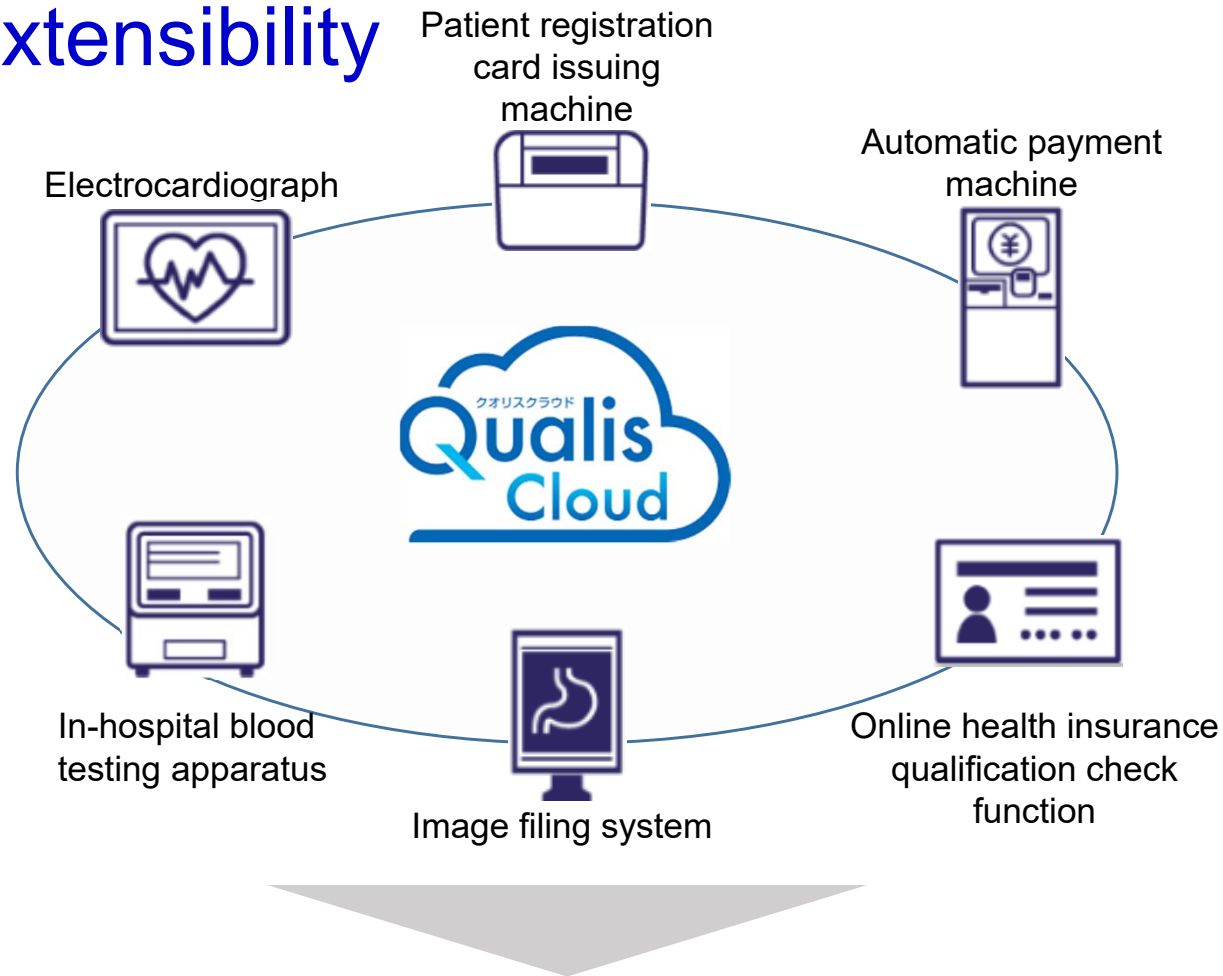 xtensibility
Patient registration
card issuing
machine
Automatic payment
machine
Electrocardiograph
¥
クオリスクラウド
Qualis
Cloud
In-hospital blood
testing apparatus
Online health insurance
qualification check
function
Image filing system